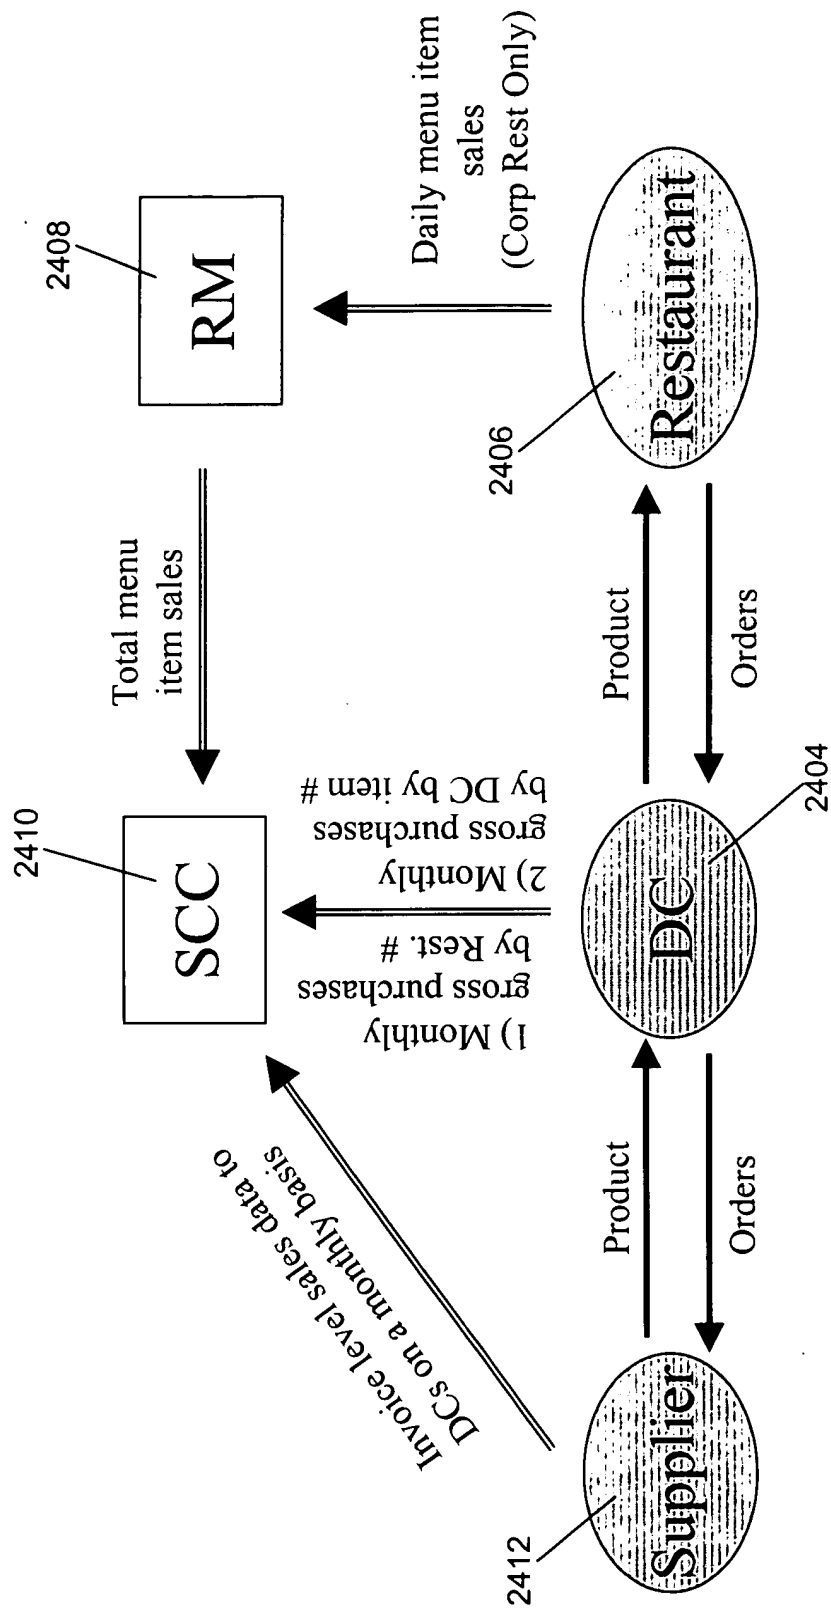 2410
SCC
Total menu
item sales
2408
RM
Invoice level sales data to
DCs on a monthly basis
1) Monthly
gross purchases
by Rest. #
2) Monthly
gross purchases
by DC by item #
Daily menu item
sales
(Corp Rest Only)
2412
Supplier
Product
Orders
DC
2404
Product
Orders
2406
Restaurant